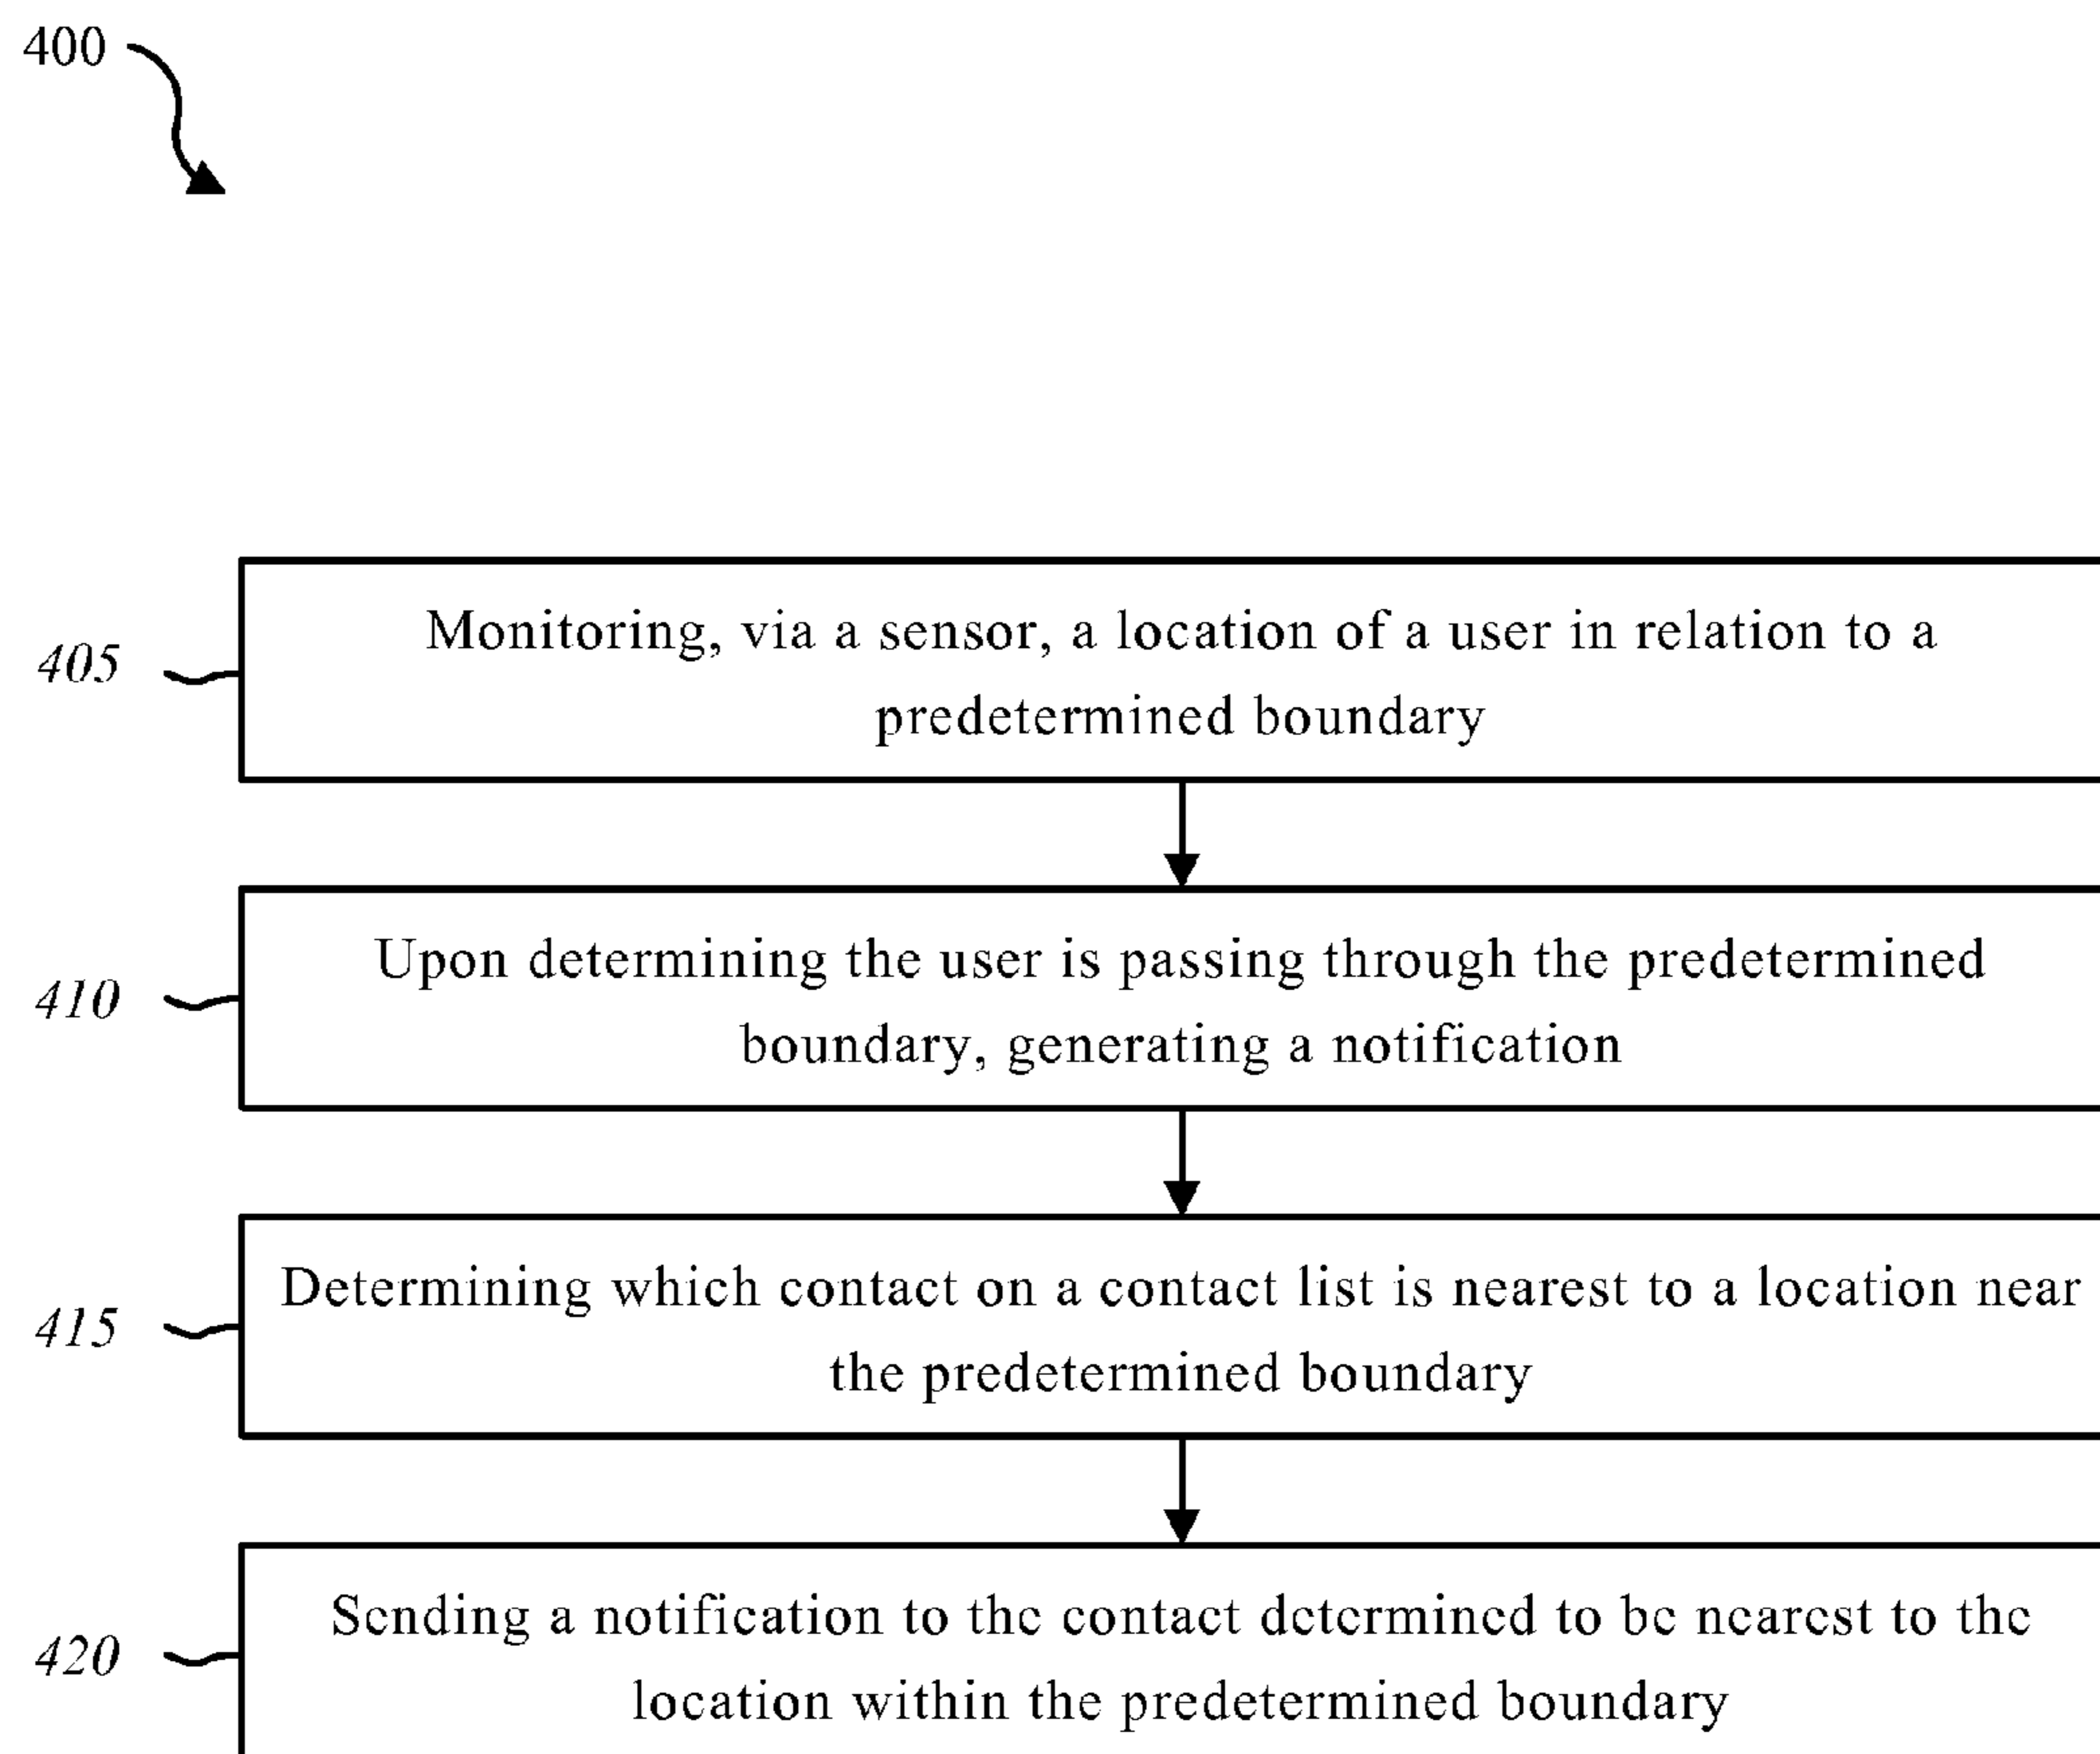 400
405
Monitoring, via a sensor, a location of a user in relation to a
predetermined boundary
410
Upon determining the user is passing through the predetermined
boundary, generating a notification
415
Determining which contact on a contact list is nearest to a location near
the predetermined boundary
420
Sending a notification to the contact determined to be nearest to the
location within the predetermined boundary